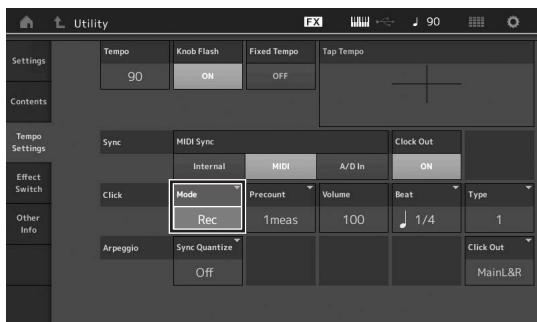 Utility
FX
90
Settings
Contents
Tempo Settings
Effect Switch
Other Info
Tempo
90
Knob Flash
ON
Fixed Tempo
OFF
Tap Tempo
Sync
MIDI Sync
Internal
MIDI
A/D In
Clock Out
ON
Click
Mode
Rec
Precount
1meas
Volume
100
Beat
1/4
Type
1
Arpeggio
Sync Quantize
Off
Click Out
MainL&R